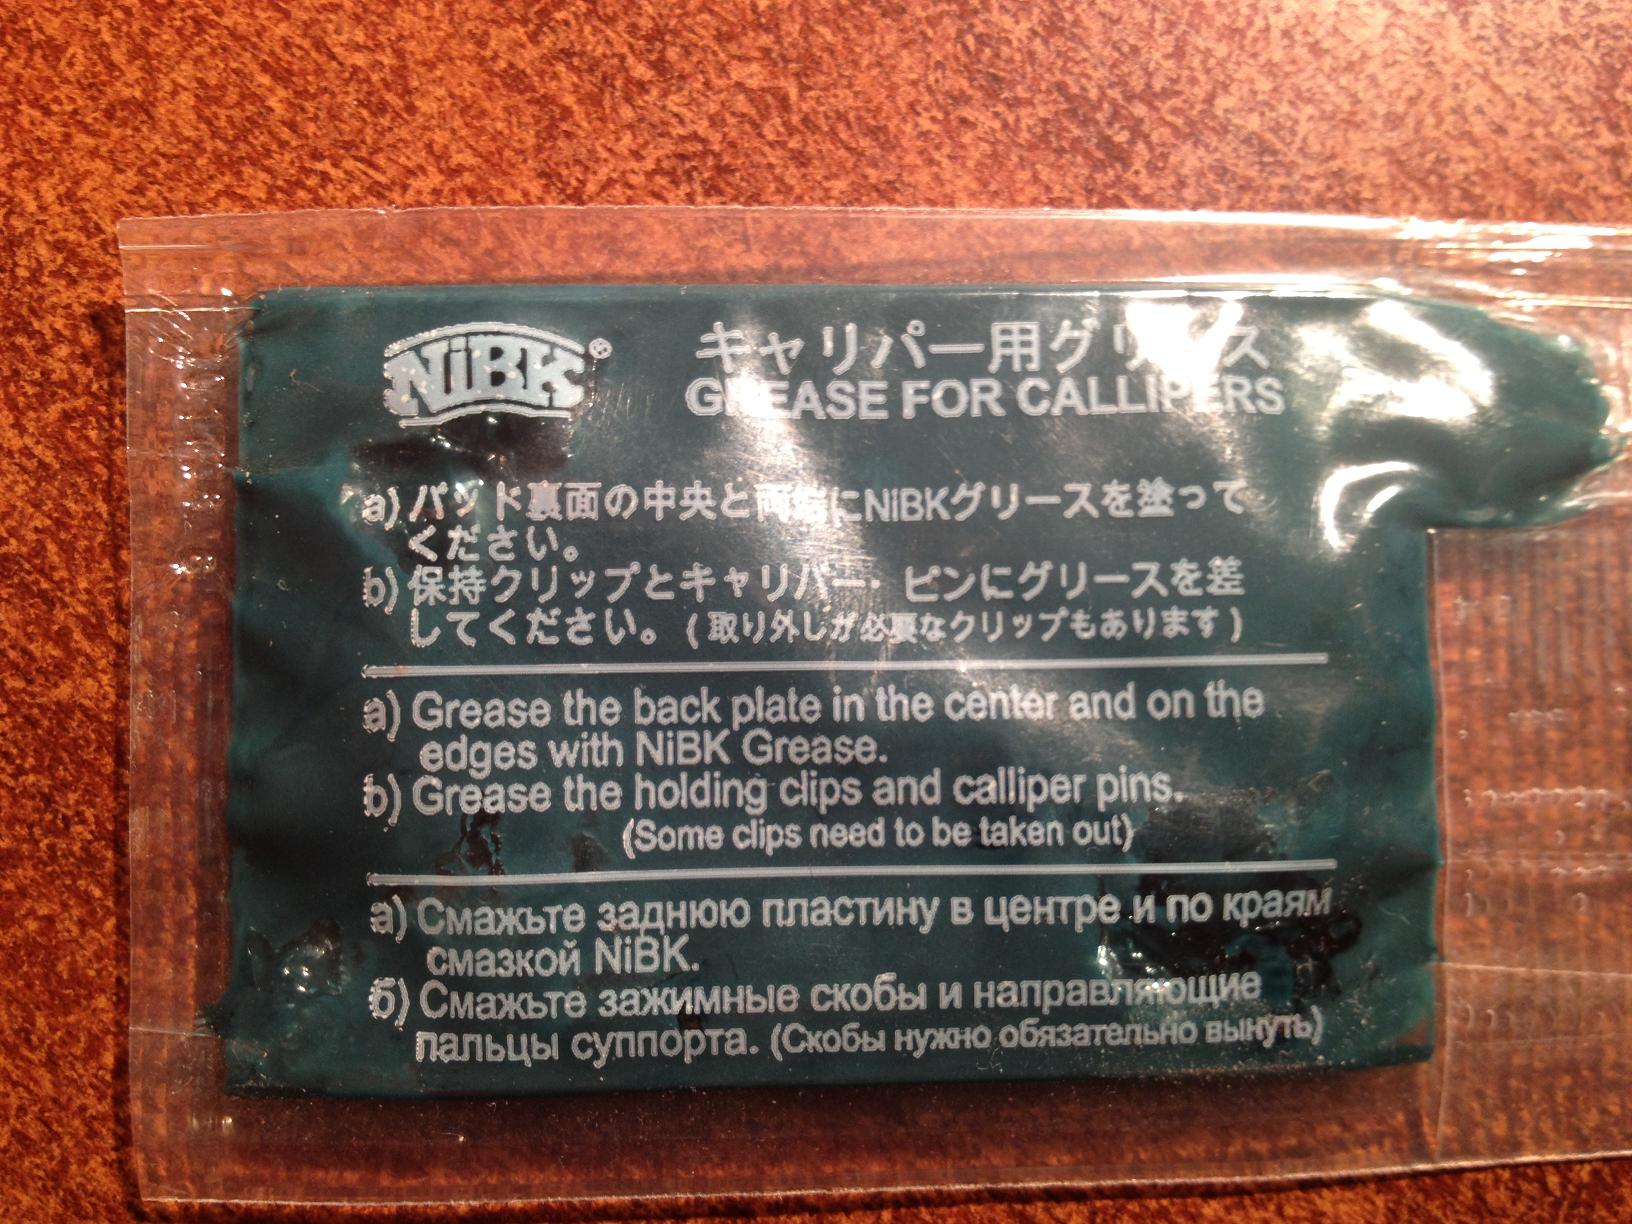 NiBK®
キャリパー用グリース
GREASE FOR CALLIPERS
a) パッド裏面の中央と両端にNiBKグリースを塗って
ください。
b) 保持クリップとキャリパー・ピンにグリースを差
してください。(取り外しが必要なクリップもあります)
a) Grease the back plate in the center and on the
edges with NiBK Grease.
b) Grease the holding clips and calliper pins.
(Some clips need to be taken out)
а) Смажьте заднюю пластину в центре и по краям
смазкой NiBK.
б) Смажьте зажимные скобы и направляющие
пальцы суппорта. (Скобы нужно обязательно вынуть)